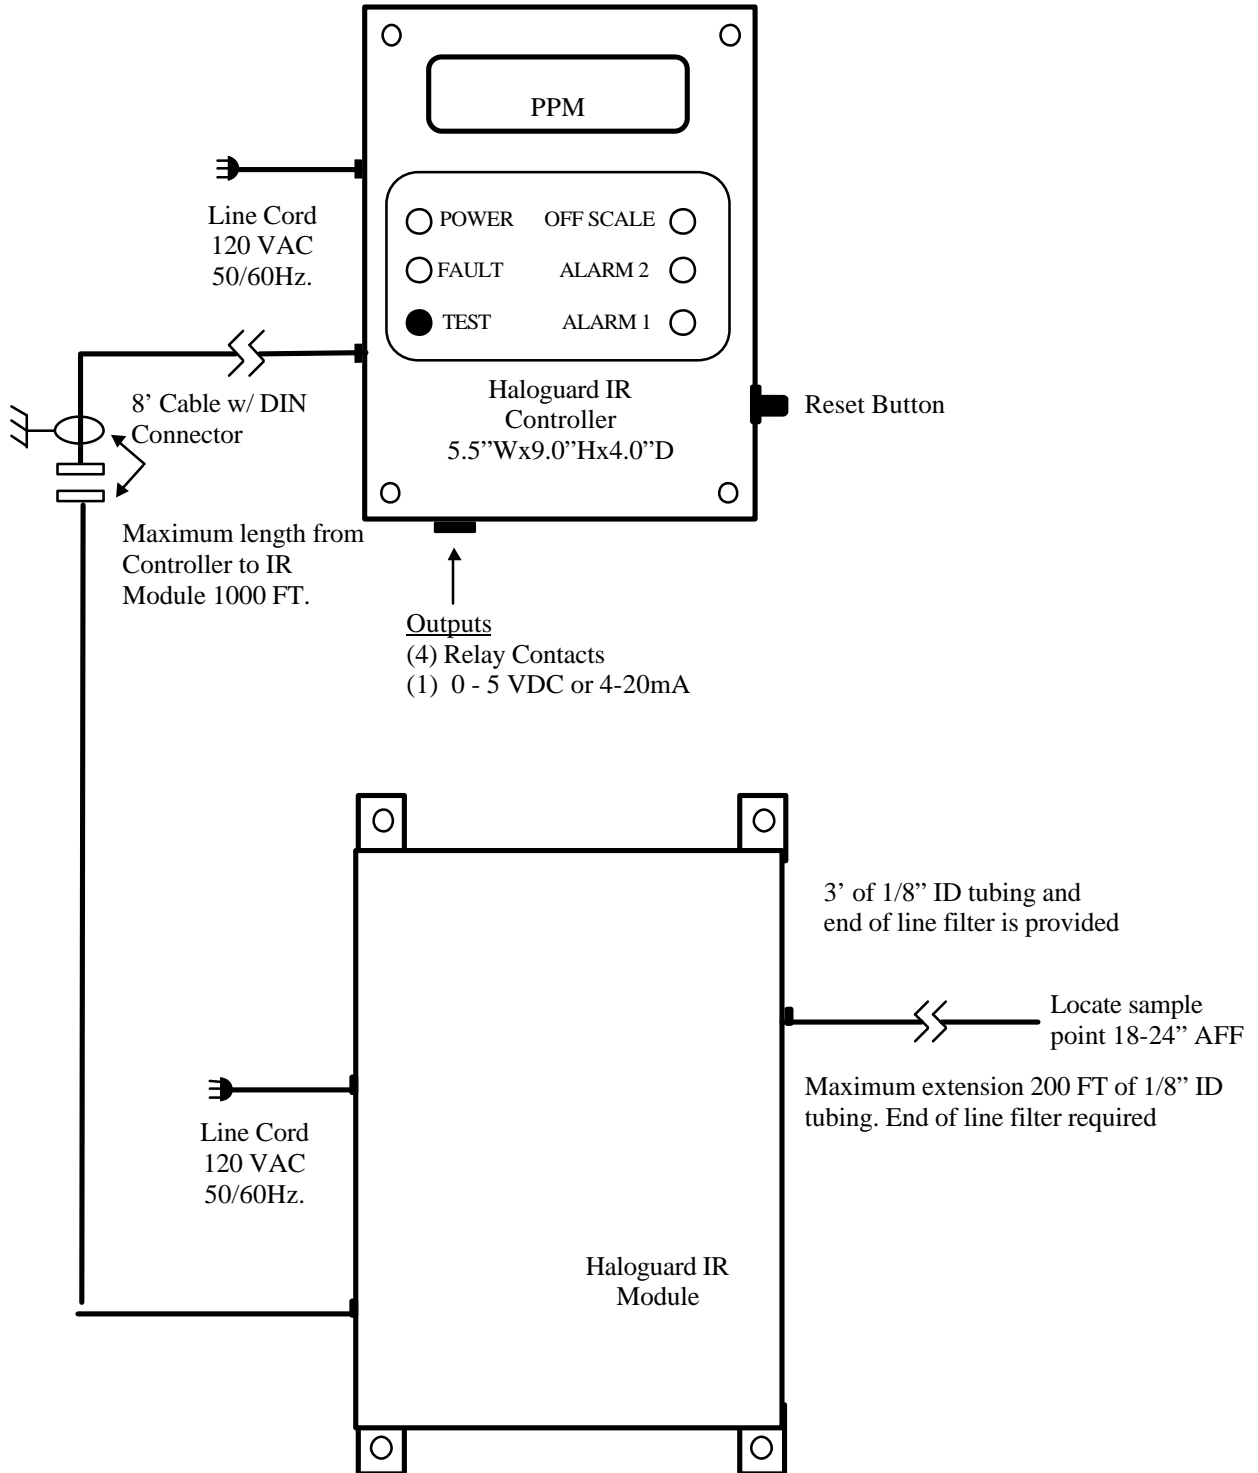 PPM
Line Cord
120 VAC
50/60Hz.
POWER
OFF SCALE
FAULT
ALARM 2
TEST
ALARM 1
Haloguard IR
Controller
5.5”Wx9.0”Hx4.0”D
Reset Button
8’ Cable w/ DIN
Connector
Maximum length from
Controller to IR
Module 1000 FT.
Outputs
(4) Relay Contacts
(1)  0 - 5 VDC or 4-20mA
3’ of 1/8” ID tubing and
end of line filter is provided
Locate sample
point 18-24” AFF
Maximum extension 200 FT of 1/8” ID
tubing. End of line filter required
Line Cord
120 VAC
50/60Hz.
Haloguard IR
Module